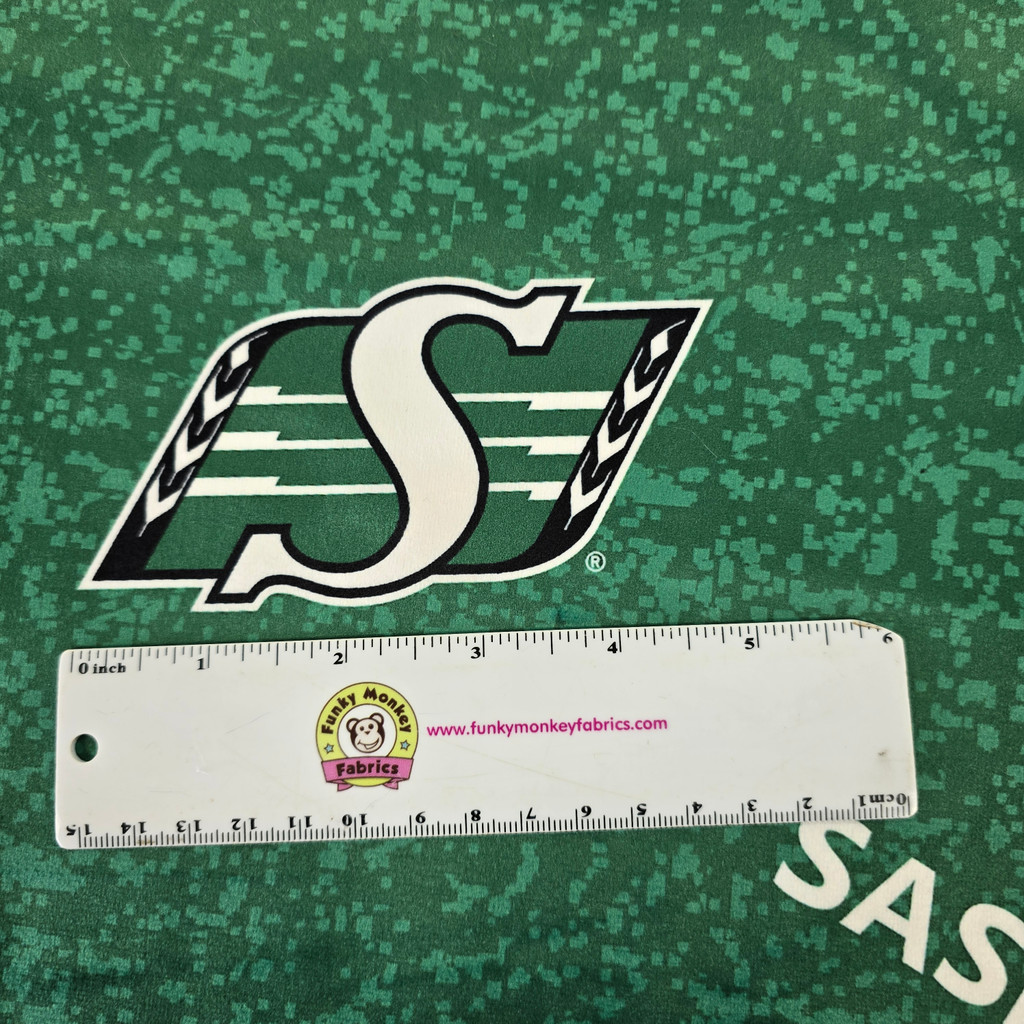 S
®
0 inch 1 2 3 4 5 6
Funky Monkey
Fabrics
www.funkymonkeyfabrics.com
15 14 13 12 11 10 9 8 7 6 5 4 3 2 1 0cm
SAS